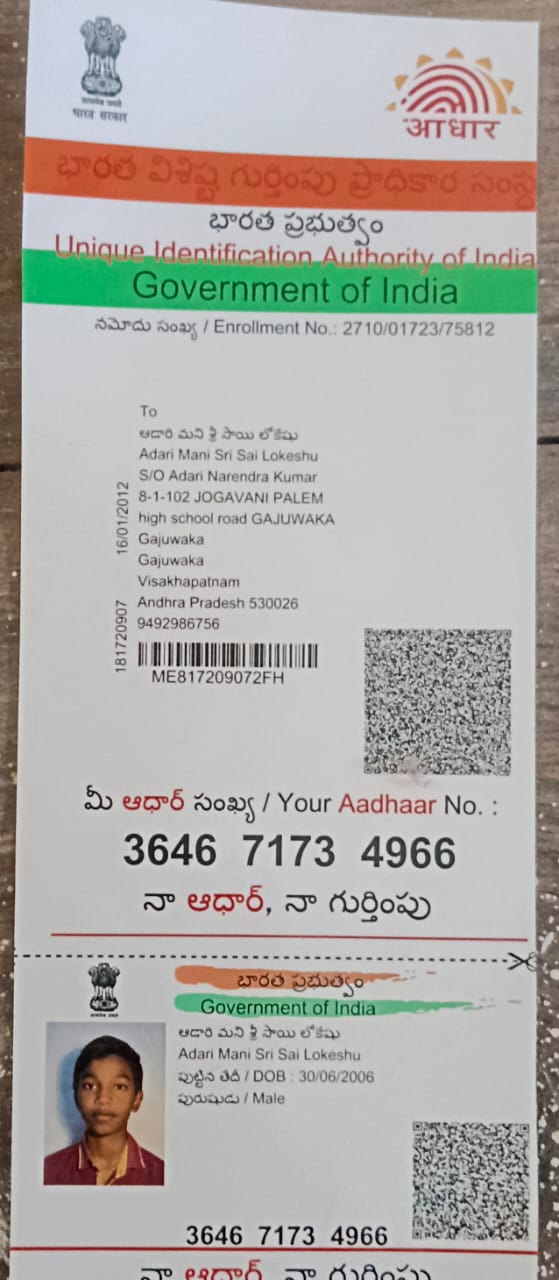 सत्यमेव जयते
भारत सरकार
आधार
భారత విశిష్ట గుర్తింపు ప్రాధికార సంస్థ
భారత ప్రభుత్వం
Unique Identification Authority of India
Government of India
నమోదు సంఖ్య / Enrollment No.: 2710/01723/75812
To
ఆదారి మని శ్రీ సాయి లోకేషు
Adari Mani Sri Sai Lokeshu
S/O Adari Narendra Kumar
8-1-102 JOGAVANI PALEM
high school road GAJUWAKA
Gajuwaka
Gajuwaka
Visakhapatnam
Andhra Pradesh 530026
9492986756
181720907 16/01/2012
ME817209072FH
మీ ఆధార్ సంఖ్య / Your Aadhaar No. :
3646 7173 4966
నా ఆధార్, నా గుర్తింపు
భారత ప్రభుత్వం
Government of India
ఆదారి మని శ్రీ సాయి లోకేషు
Adari Mani Sri Sai Lokeshu
పుట్టిన తేదీ / DOB : 30/06/2006
పురుషుడు / Male
3646 7173 4966
నా ఆధార్, నా గుర్తింపు